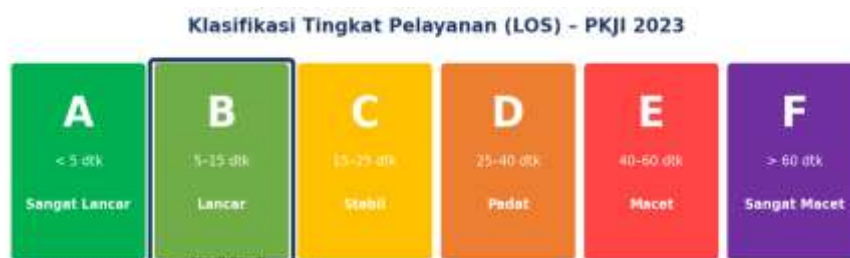 Klasifikasi Tingkat Pelayanan (LOS) – PKJI 2023
A
B
C
D
E
F
< 5 dtk
5–15 dtk
15–25 dtk
25–40 dtk
40–60 dtk
> 60 dtk
Sangat Lancar
Lancar
Stabil
Padat
Macet
Sangat Macet